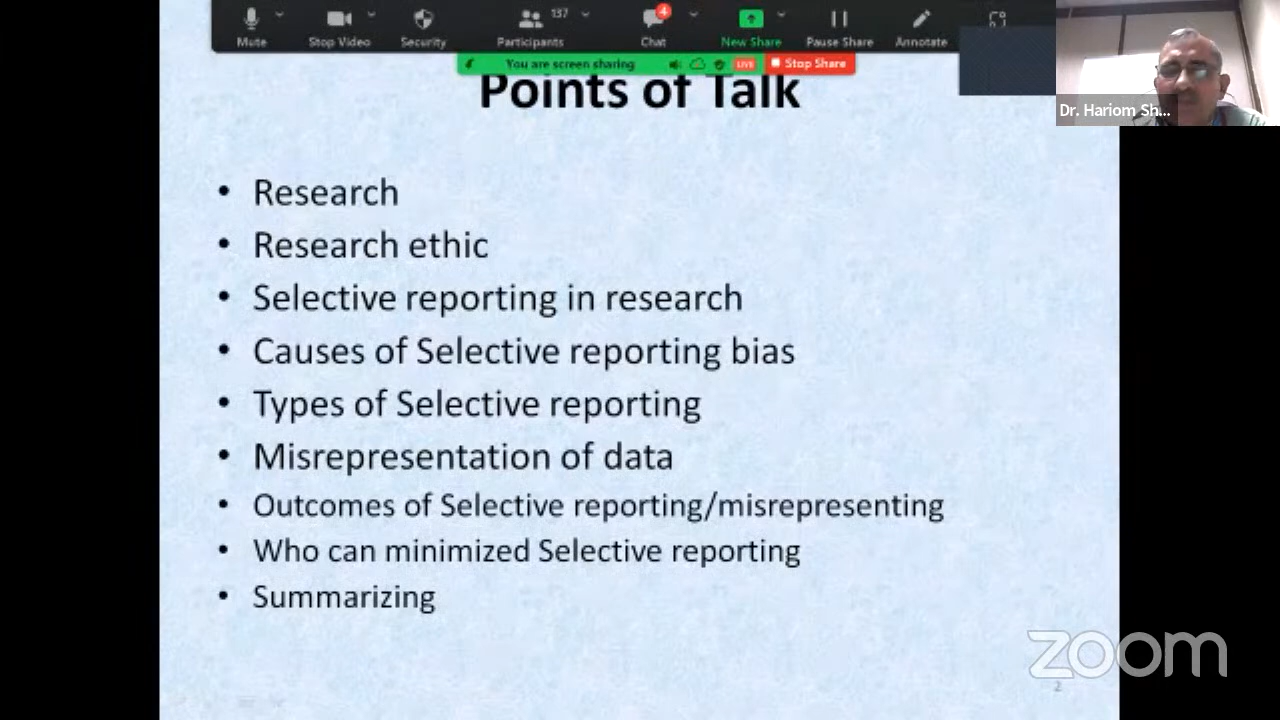 137
4
Mute
Stop Video
Security
Participants
Chat
New Share
Pause Share
Annotate
You are screen sharing
LIVE
Stop Share
Points of Talk
Dr. Hariom Sh...
• Research
• Research ethic
• Selective reporting in research
• Causes of Selective reporting bias
• Types of Selective reporting
• Misrepresentation of data
• Outcomes of Selective reporting/misrepresenting
• Who can minimized Selective reporting
• Summarizing
zoom
2